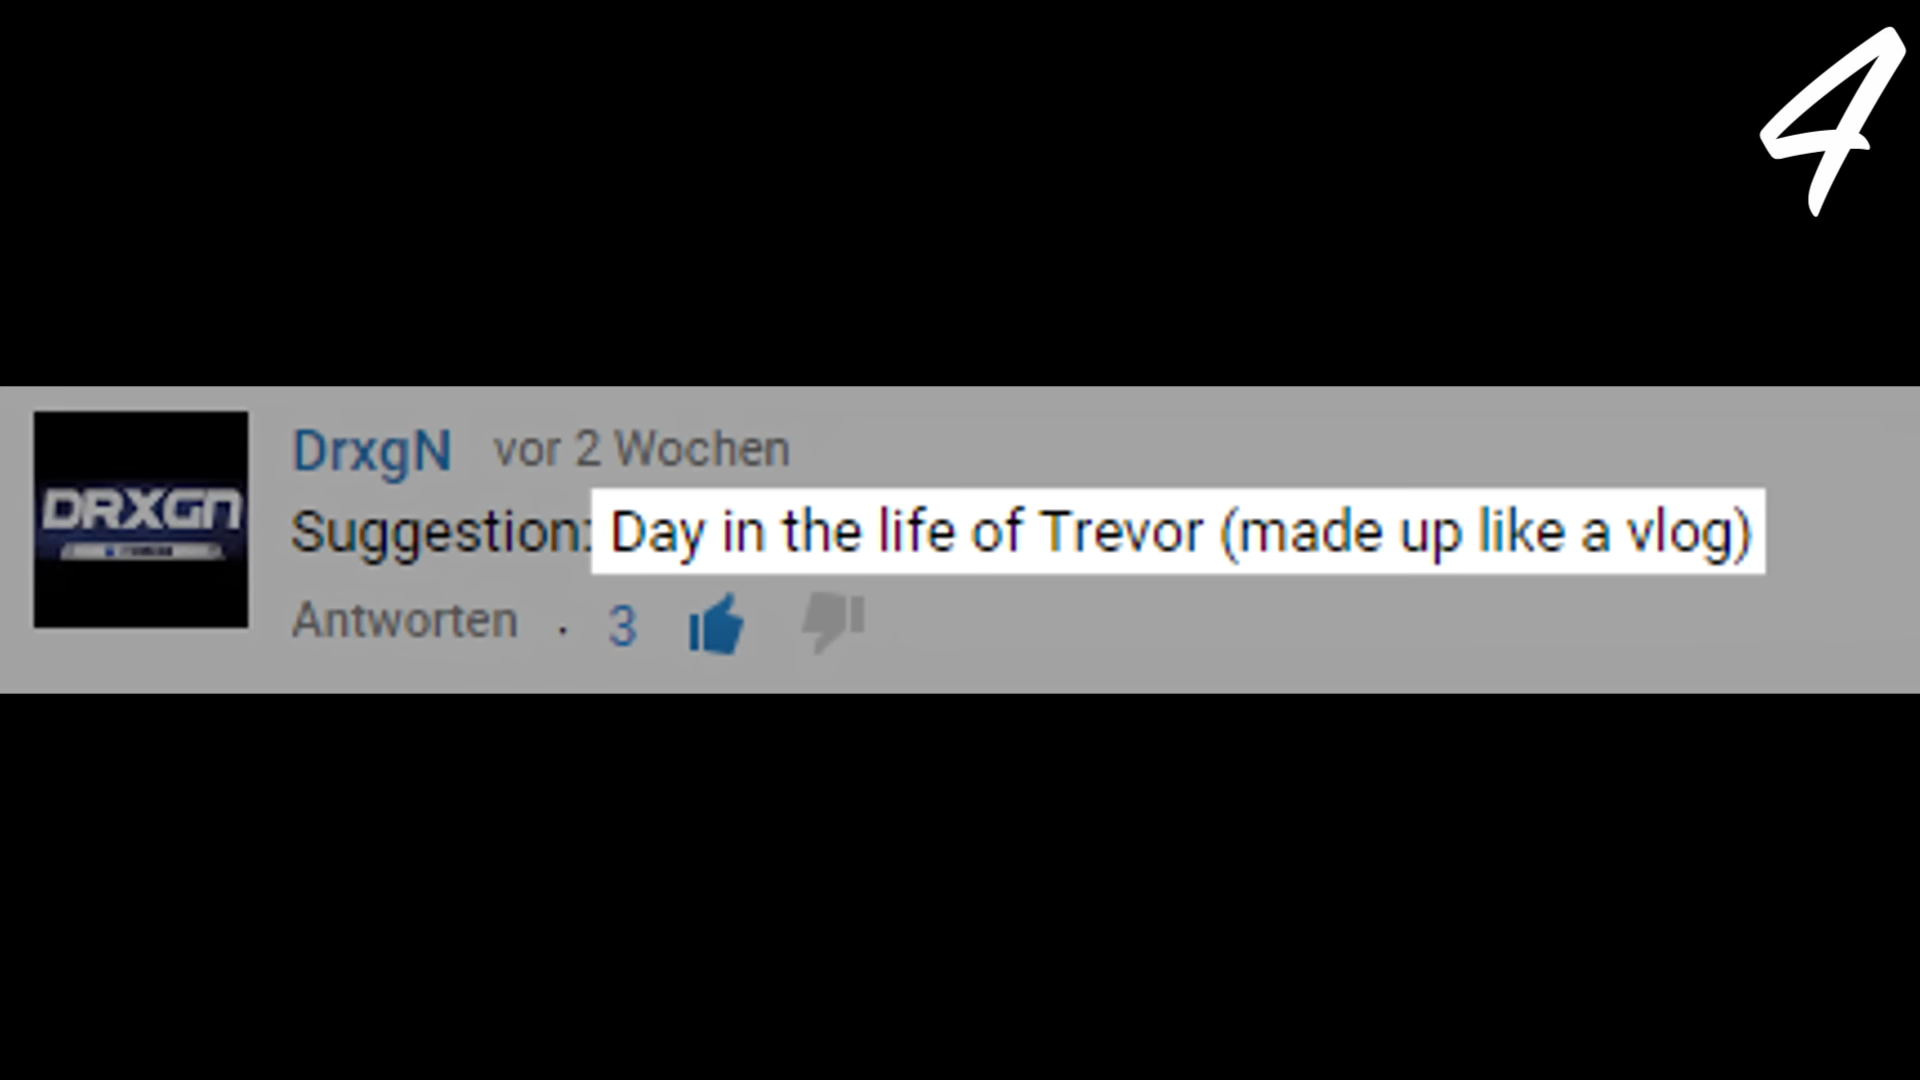 4
DRXGN
DrxgN vor 2 Wochen
Suggestion: Day in the life of Trevor (made up like a vlog)
Antworten · 3